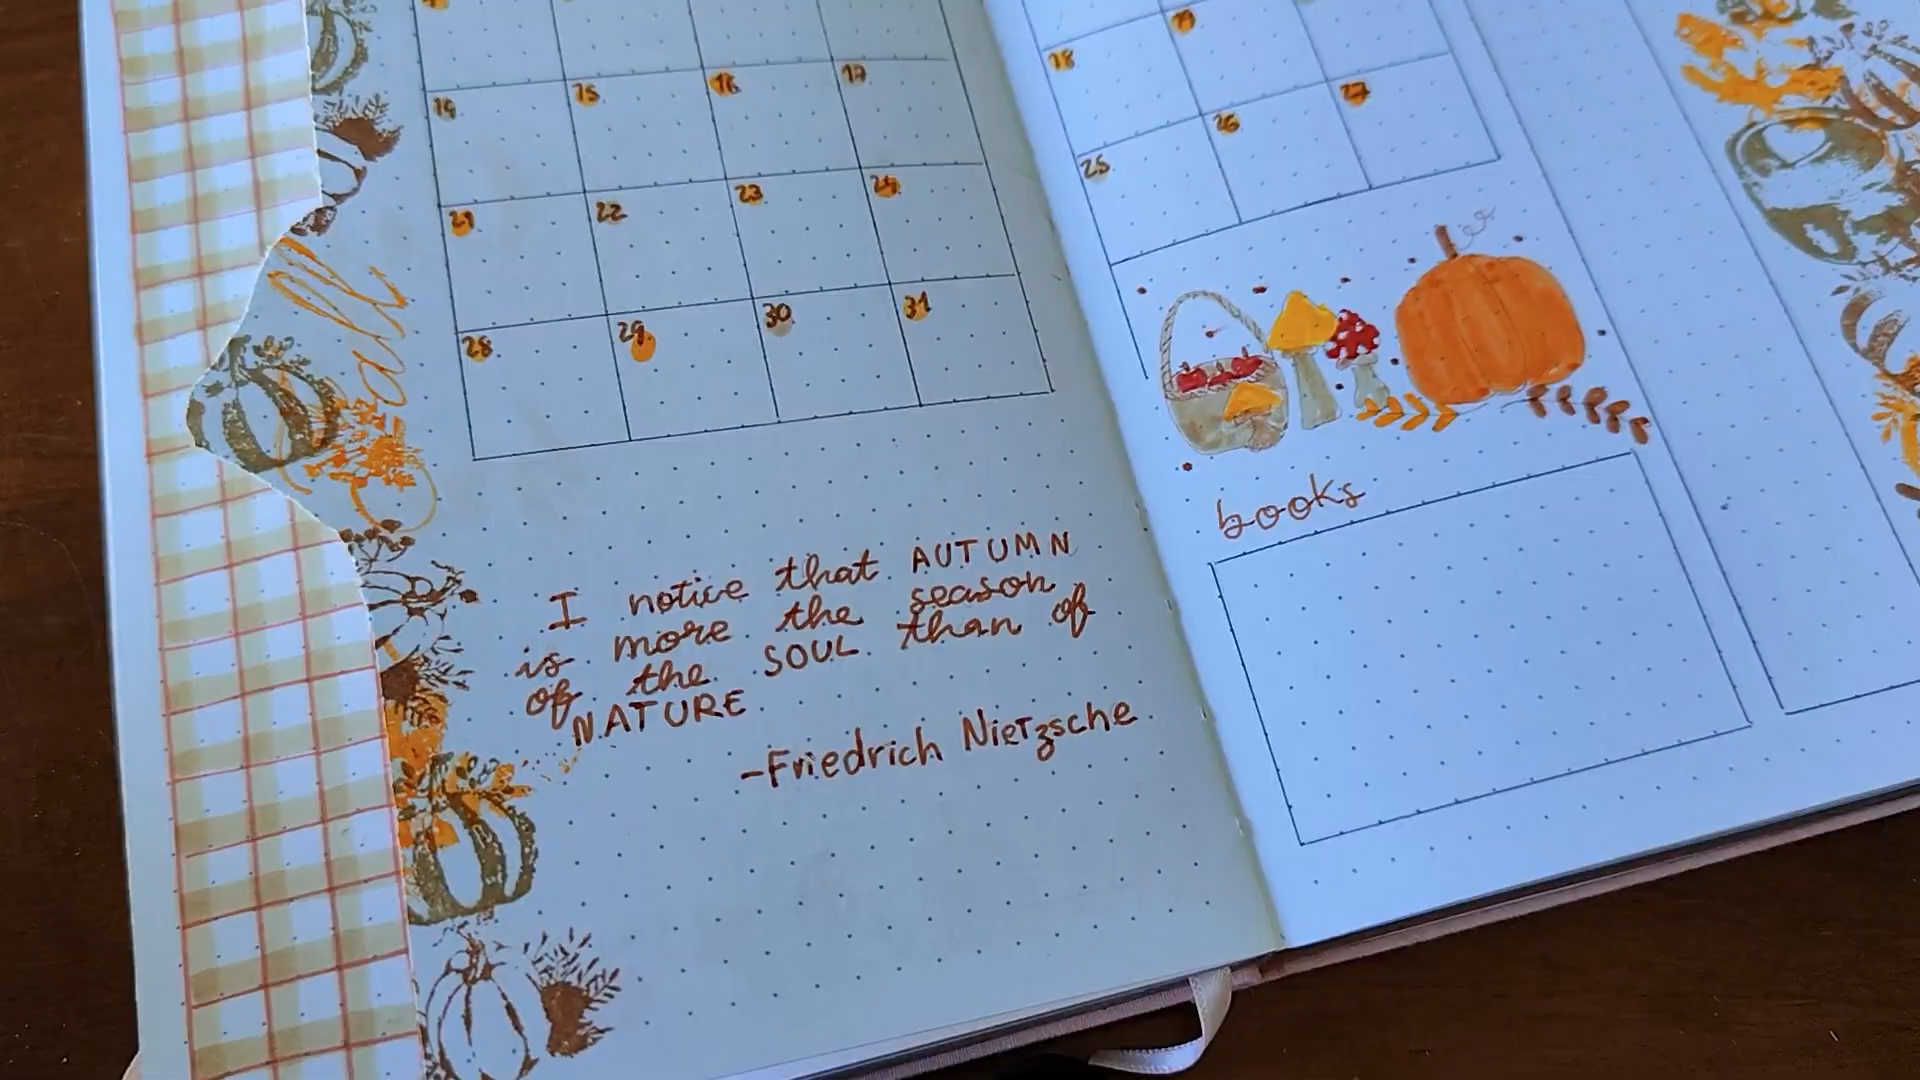 14 15 16 17
21 22 23 24
28 29 30 31
fall
I notice that AUTUMN
is more the season
of the SOUL than of
NATURE
-Friedrich Nietzsche
19
18
27
26
25
books